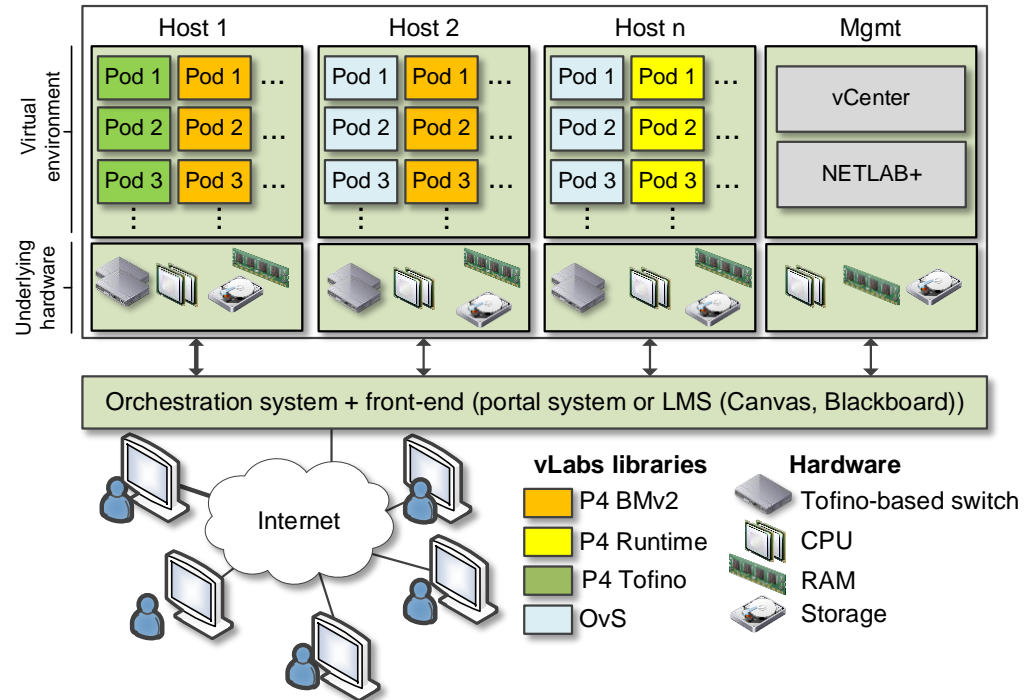 Host 1
Host 2
Host n
Mgmt
Virtual
environment
Pod 1 Pod 1 ...
Pod 2 Pod 2 ...
Pod 3 Pod 3 ...
Pod 1 Pod 1 ...
Pod 2 Pod 2 ...
Pod 3 Pod 3 ...
Pod 1 Pod 1 ...
Pod 2 Pod 2 ...
Pod 3 Pod 3 ...
vCenter
NETLAB+
Underlying
hardware
Orchestration system + front-end (portal system or LMS (Canvas, Blackboard))
Internet
vLabs libraries
P4 BMv2
P4 Runtime
P4 Tofino
OvS
Hardware
Tofino-based switch
CPU
RAM
Storage